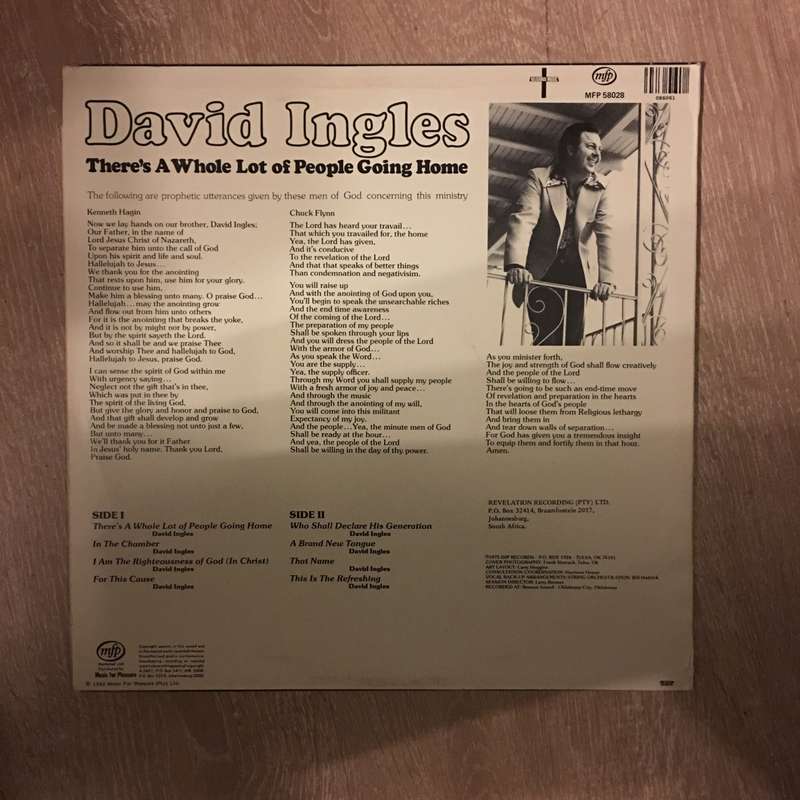 mfp
MFP 58028
David Ingles
There's A Whole Lot of People Going Home
The following are prophetic utterances given by these men of God concerning this ministry
Kenneth Hagin
Now we lay hands on our brother, David Ingles;
Our Father, in the name of
Lord Jesus Christ of Nazareth,
To separate him unto the call of God
Upon his spirit and life and soul.
Hallelujah to Jesus...
We thank you for the anointing
That rests upon him, use him for your glory.
Continue to use him,
Make him a blessing unto many. O praise God...
Hallelujah... may the anointing grow
And flow out from him unto others
For it is the anointing that breaks the yoke,
And it is not by might nor by power,
But by the spirit sayeth the Lord.
And so it shall be and we praise Thee
And worship Thee and hallelujah to God,
Hallelujah to Jesus, praise God.
I can sense the spirit of God within me
With urgency saying...
Neglect not the gift that's in thee,
Which was put in thee by
The spirit of the living God,
But give the glory and honor and praise to God,
And that gift shall develop and grow
And be made a blessing not unto just a few,
But unto many...
We'll thank you for it Father
In Jesus' holy name. Thank you Lord,
Praise God.
Chuck Flynn
The Lord has heard your travail...
That which you travailed for, the home
Yea, the Lord has given,
And it's conducive
To the revelation of the Lord
And that that speaks of better things
Than condemnation and negativisim.
You will raise up
And with the anointing of God upon you,
You'll begin to speak the unsearchable riches
And the end time awareness
Of the coming of the Lord...
The preparation of my people
Shall be spoken through your lips
And you will dress the people of the Lord
With the armor of God...
As you speak the Word...
You are the supply...
Yea, the supply officer.
Through my Word you shall supply my people
With a fresh armor of joy and peace...
And through the music
And through the anointing of my will,
You will come into this militant
Expectancy of my joy.
And the people...Yea, the minute men of God
Shall be ready at the hour...
And yea, the people of the Lord
Shall be willing in the day of thy power.
As you minister forth,
The joy and strength of God shall flow creatively
And the people of the Lord
Shall be willing to flow...
There's going to be such an end-time move
Of revelation and preparation in the hearts
In the hearts of God's people
That will loose them from Religious lethargy
And bring them in
And tear down walls of separation...
For God has given you a tremendous insight
To equip them and fortify them in that hour.
Amen.
SIDE I
There's A Whole Lot of People Going Home
David Ingles
In The Chamber
David Ingles
I Am The Righteousness of God (In Christ)
David Ingles
For This Cause
David Ingles
SIDE II
Who Shall Declare His Generation
David Ingles
A Brand New Tongue
David Ingles
That Name
David Ingles
This Is The Refreshing
David Ingles
REVELATION RECORDING (PTY) LTD.
P.O. Box 32414, Braamfontein 2017,
Johannesburg,
South Africa.
mfp
Music for Pleasure